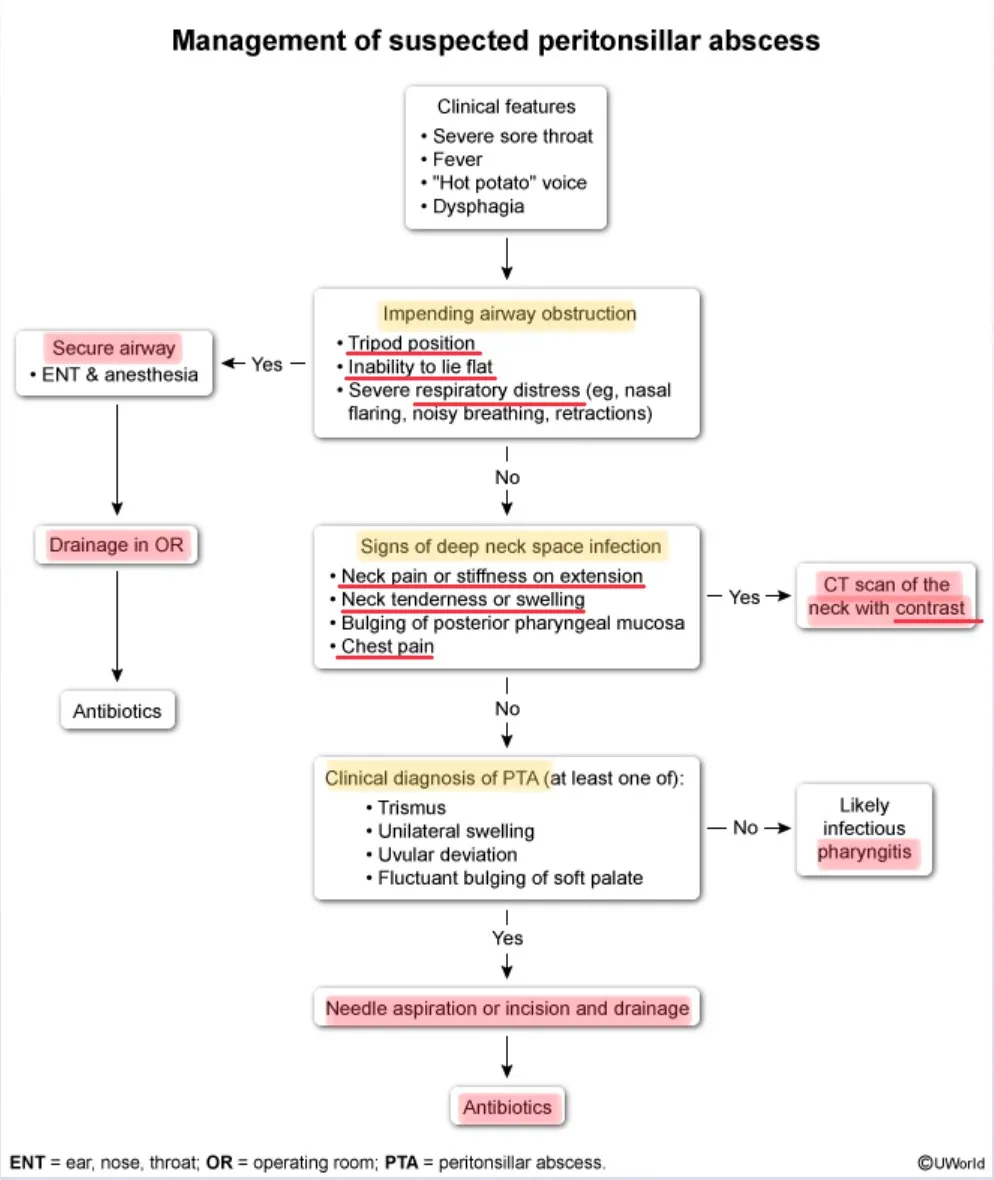 Management of suspected peritonsillar abscess
Clinical features
• Severe sore throat
• Fever
• "Hot potato" voice
• Dysphagia
Impending airway obstruction
• Tripod position
• Inability to lie flat
• Severe respiratory distress (eg, nasal
flaring, noisy breathing, retractions)
Yes
Secure airway
• ENT & anesthesia
Drainage in OR
Antibiotics
No
Signs of deep neck space infection
• Neck pain or stiffness on extension
• Neck tenderness or swelling
• Bulging of posterior pharyngeal mucosa
• Chest pain
Yes
CT scan of the
neck with contrast
No
Clinical diagnosis of PTA (at least one of):
• Trismus
• Unilateral swelling
• Uvular deviation
• Fluctuant bulging of soft palate
No
Likely
infectious
pharyngitis
Yes
Needle aspiration or incision and drainage
Antibiotics
ENT = ear, nose, throat; OR = operating room; PTA = peritonsillar abscess.
©UWorld